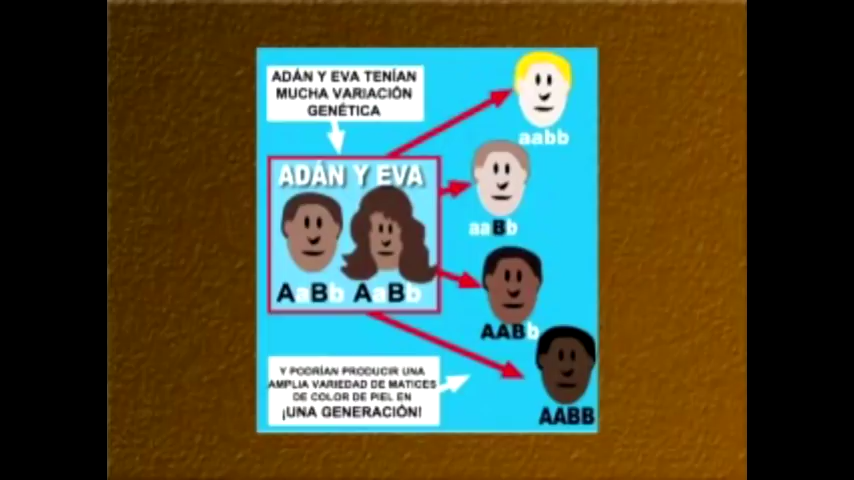 ADÁN Y EVA TENÍAN
MUCHA VARIACIÓN
GENÉTICA
ADÁN Y EVA
AaBb AaBb
aabb
aaBb
AABb
AABB
Y PODRÍAN PRODUCIR UNA
AMPLIA VARIEDAD DE MATICES
DE COLOR DE PIEL EN
¡UNA GENERACIÓN!